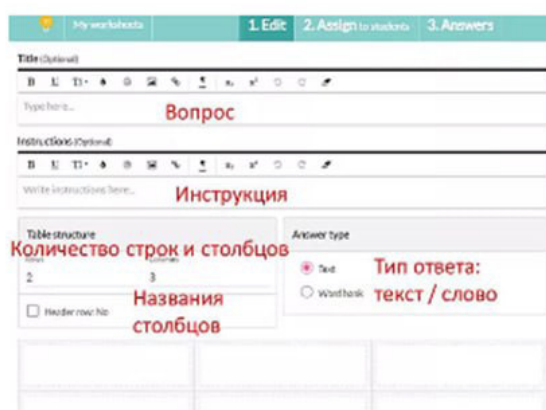 My worksheets 1. Edit 2. Assign to students 3. Answers
Title (Optional)
B U
Type here...
Вопрос
Instructions (Optional)
B U
Write instructions here...
Инструкция
Table structure Answer type
Количество строк и столбцов
Rows Columns
2 3
Text
Word bank
Тип ответа:
текст / слово
Названия
столбцов
Header row: No